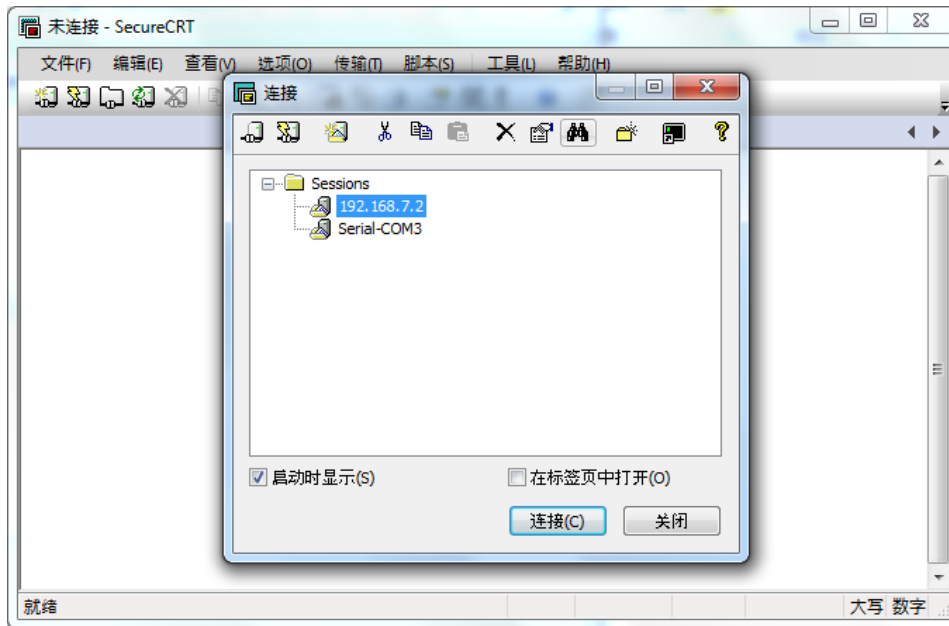 未连接 - SecureCRT
文件(F) 编辑(E) 查看(V) 选项(O) 传输(T) 脚本(S) 工具(L) 帮助(H)
连接
Sessions
192.168.7.2
Serial-COM3
启动时显示(S) 在标签页中打开(O)
连接(C) 关闭
就绪 大写 数字